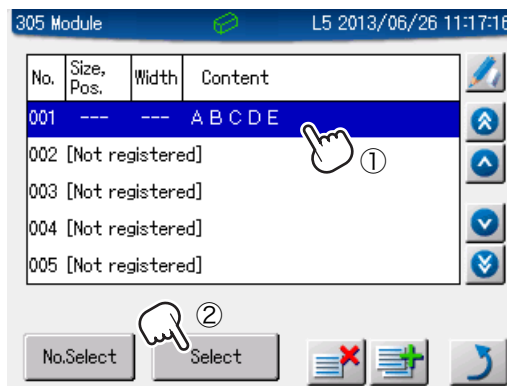 305 Module L5 2013/06/26 11:17:16
No. Size, Pos. Width Content
001 --- --- A B C D E
①
002 [Not registered]
003 [Not registered]
004 [Not registered]
005 [Not registered]
②
No.Select Select